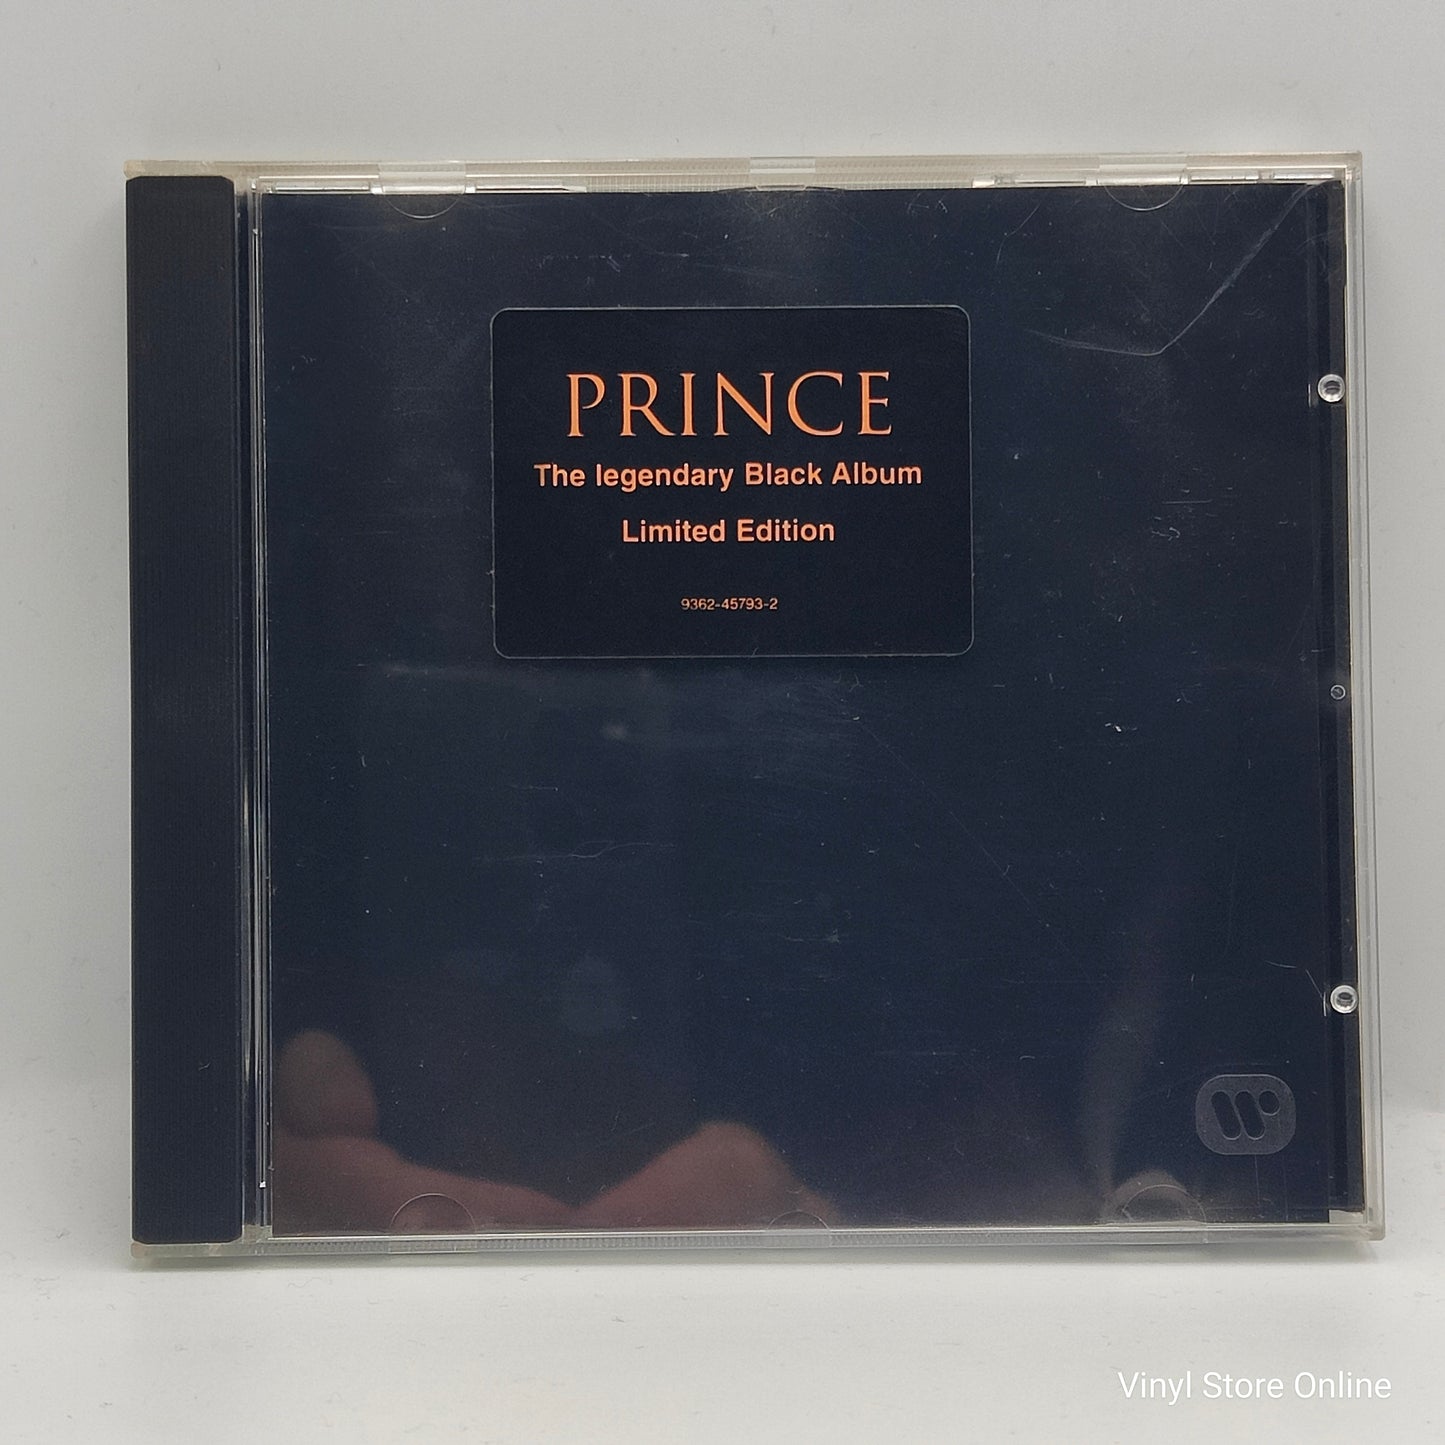 PRINCE
The legendary Black Album
Limited Edition
9362-45793-2
Vinyl Store Online